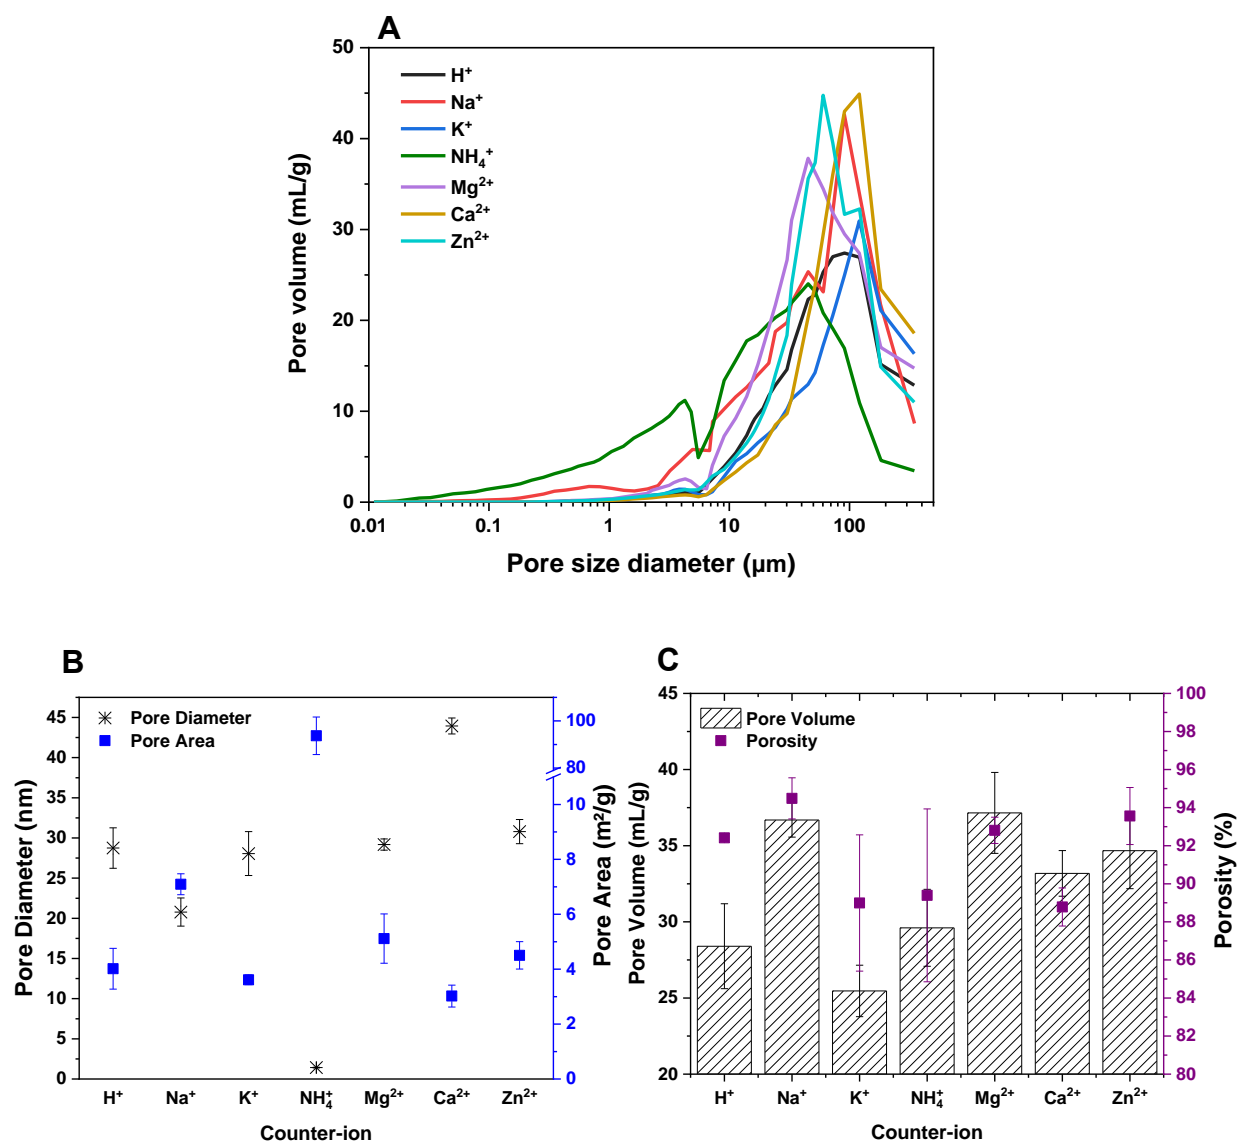 A
50
40
30
20
10
0
Pore volume (mL/g)
H⁺
Na⁺
K⁺
NH₄⁺
Mg²⁺
Ca²⁺
Zn²⁺
0.01 0.1 1 10 100
Pore size diameter (µm)
B
45
40
35
30
25
20
15
10
5
0
Pore Diameter (nm)
Pore Diameter
Pore Area
100
80
10
8
6
4
2
0
Pore Area (m²/g)
H⁺ Na⁺ K⁺ NH₄⁺ Mg²⁺ Ca²⁺ Zn²⁺
Counter-ion
C
45
40
35
30
25
20
Pore Volume (mL/g)
Pore Volume
Porosity
100
98
96
94
92
90
88
86
84
82
80
Porosity (%)
H⁺ Na⁺ K⁺ NH₄⁺ Mg²⁺ Ca²⁺ Zn²⁺
Counter-ion